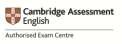 Cambridge Assessment
English
Authorised Exam Centre